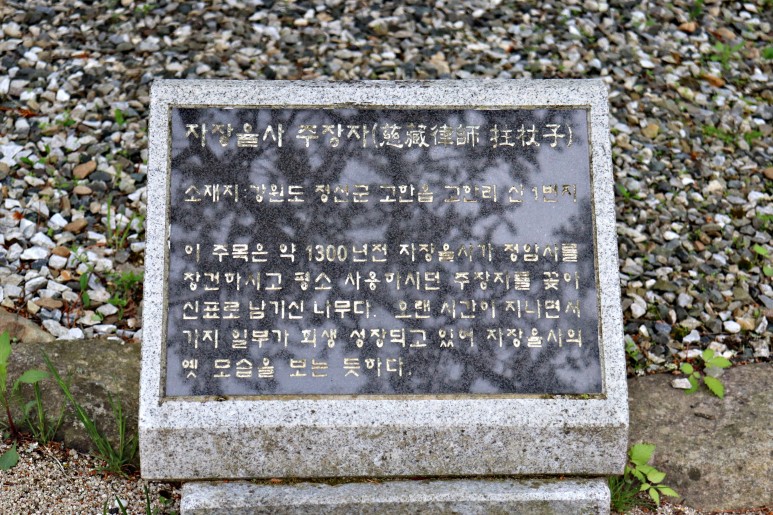 자장율사 주장자(慈藏律師 拄杖子)
소재지:강원도 정선군 고한읍 고한리 산 1번지
이 주목은 약 1300년전 자장율사가 정암사를
창건하시고 평소 사용하시던 주장자를 꽂아
신표로 남기신 나무다. 오랜 시간이 지나면서
가지 일부가 회생 성장되고 있어 자장율사의
옛 모습을 보는 듯하다.